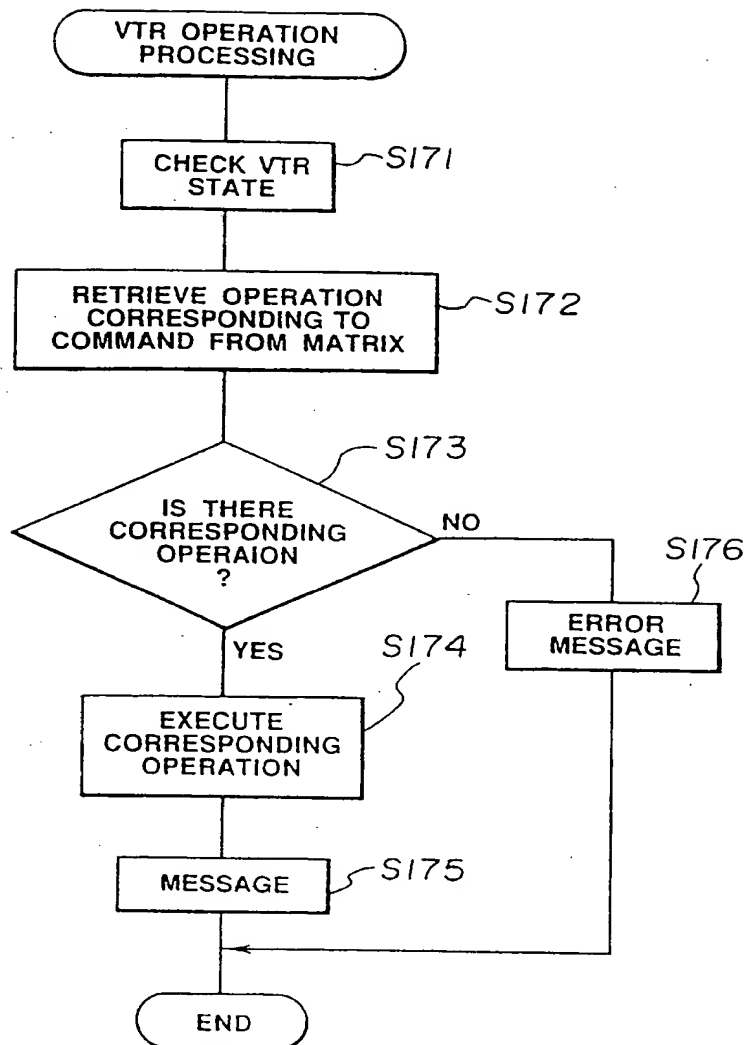 VTR OPERATION
PROCESSING
CHECK VTR
STATE
S171
RETRIEVE OPERATION
CORRESPONDING TO
COMMAND FROM MATRIX
S172
S173
IS THERE
CORRESPONDING
OPERAION
?
NO
S176
ERROR
MESSAGE
YES
S174
EXECUTE
CORRESPONDING
OPERATION
MESSAGE
S175
END